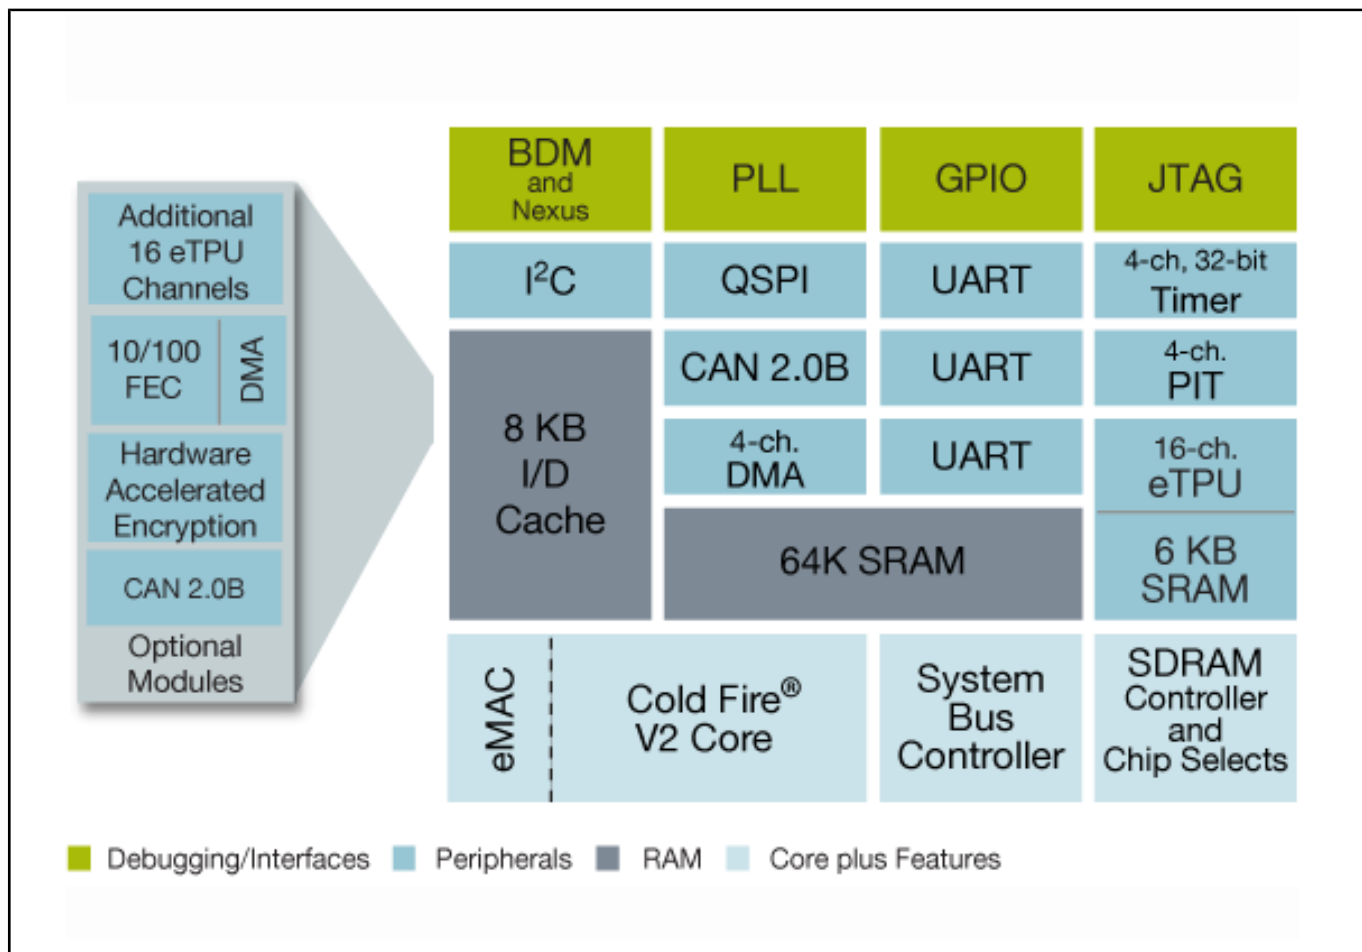 Additional
16 eTPU
Channels
10/100
FEC
DMA
Hardware
Accelerated
Encryption
CAN 2.0B
Optional
Modules
BDM
and
Nexus
PLL
GPIO
JTAG
I²C
QSPI
UART
4-ch, 32-bit
Timer
8 KB
I/D
Cache
CAN 2.0B
UART
4-ch.
PIT
4-ch.
DMA
UART
16-ch.
eTPU
64K SRAM
6 KB
SRAM
eMAC
Cold Fire®
V2 Core
System
Bus
Controller
SDRAM
Controller
and
Chip Selects
Debugging/Interfaces
Peripherals
RAM
Core plus Features